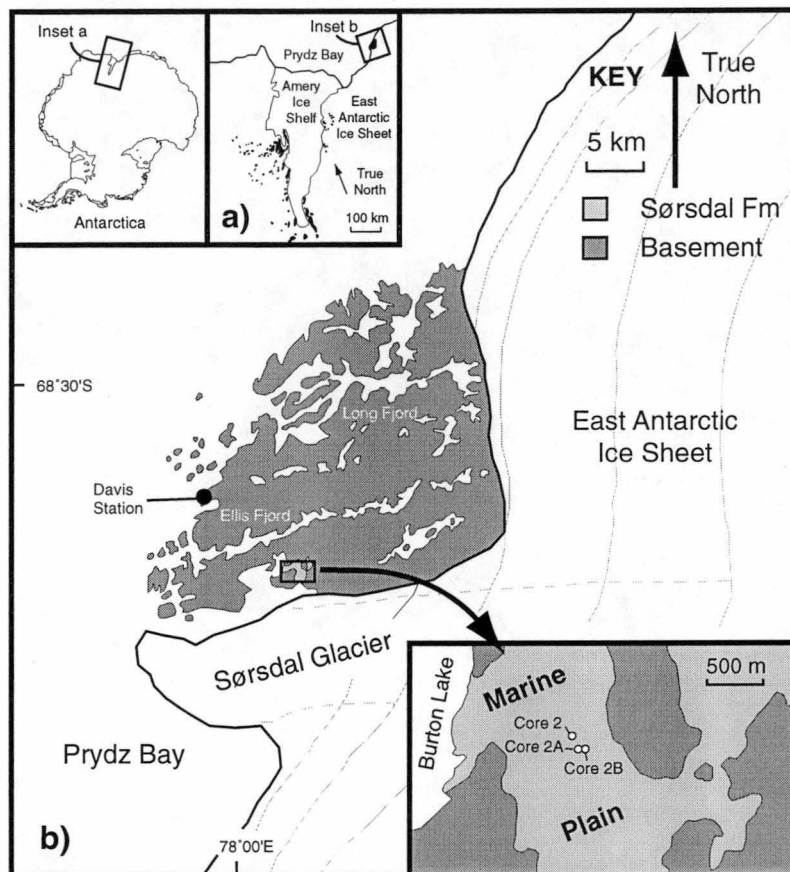 Inset a
Antarctica
Inset b
Prydz Bay
Amery
Ice
Shelf
East
Antarctic
Ice Sheet
True
North
100 km
a)
KEY
True
North
5 km
Sørsdal Fm
Basement
68°30'S
Long Fjord
East Antarctic
Ice Sheet
Davis
Station
Ellis Fjord
Sørsdal Glacier
Prydz Bay
78°00'E
b)
Burton Lake
Marine
500 m
Core 2
Core 2A
Core 2B
Plain